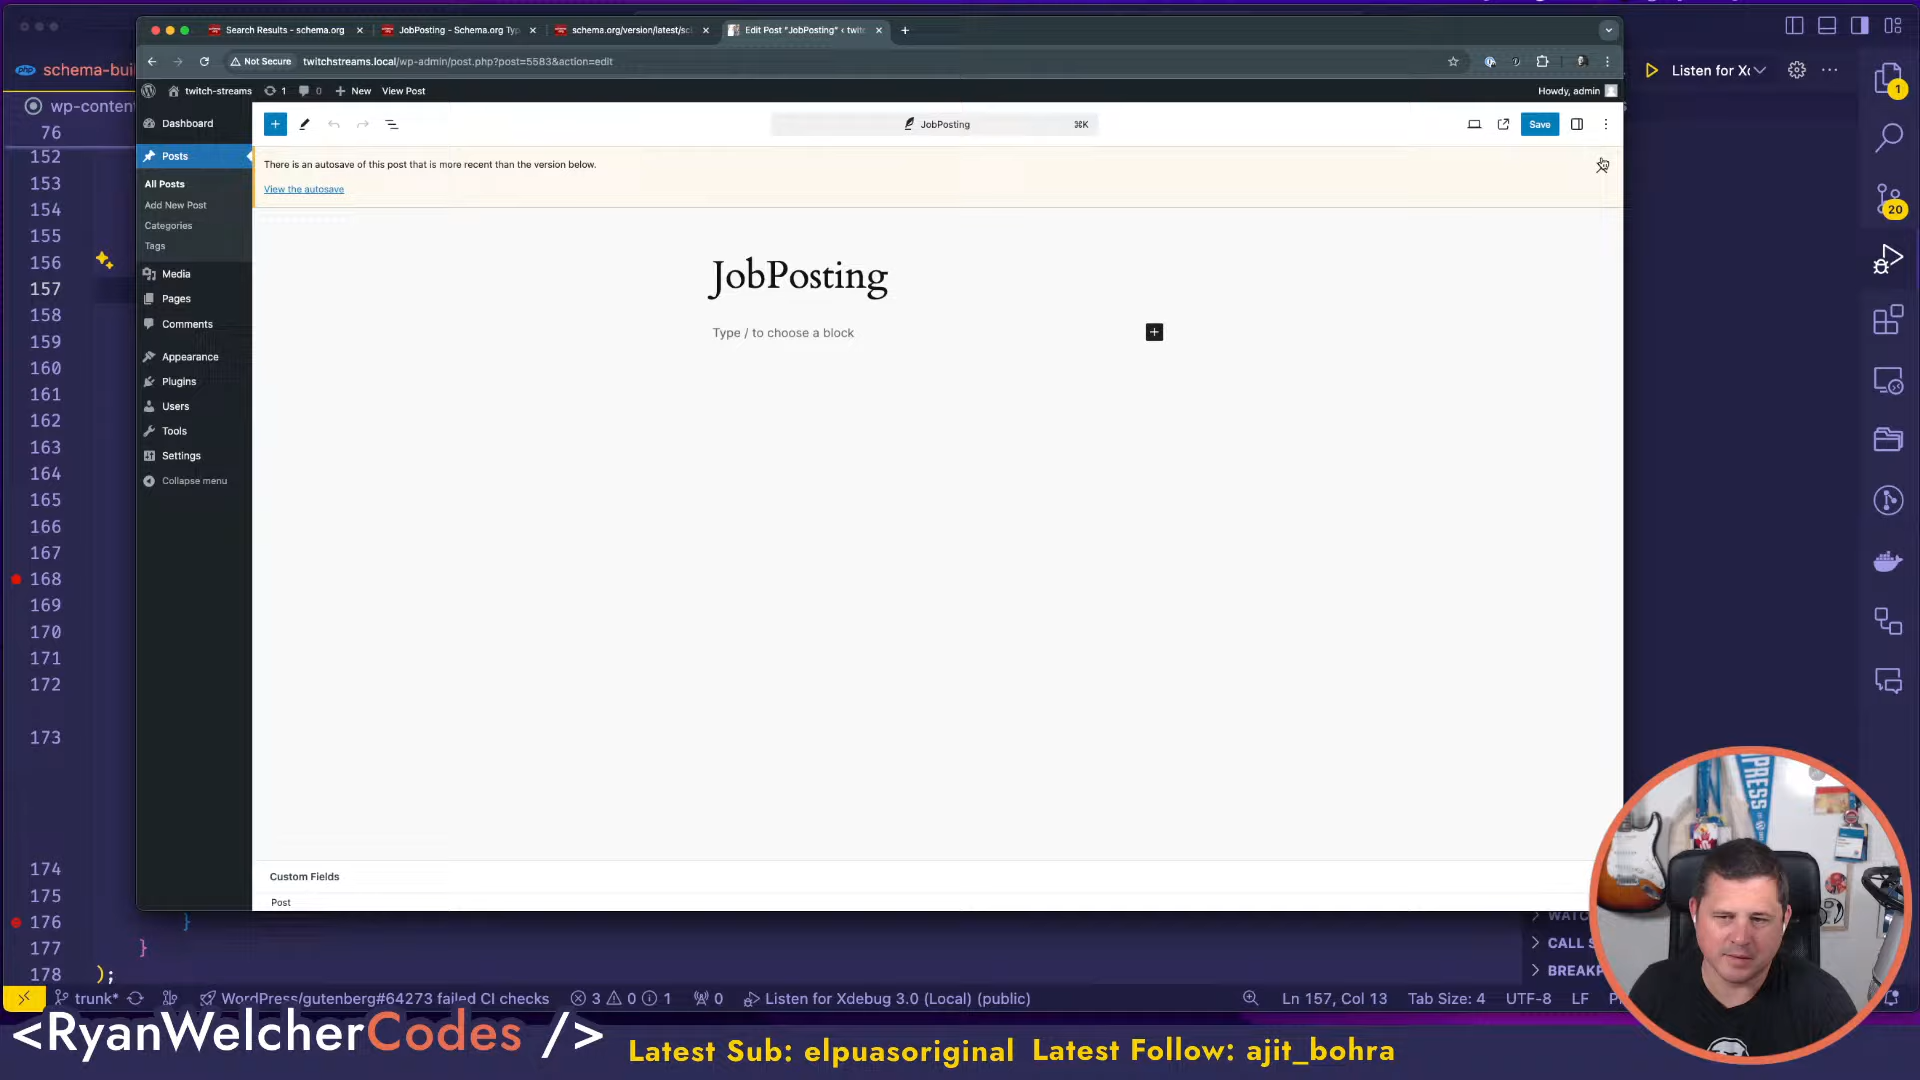 Search Results - schema.org
JobPosting - Schema.org Typ
schema.org/version/latest/sc
Edit Post "JobPosting" ‹ twitc
Not Secure
twitchstreams.local/wp-admin/post.php?post=5583&action=edit
twitch-streams
1
0
New
View Post
Howdy, admin
schema-bui
Listen for X
wp-content
Dashboard
Posts
All Posts
Add New Post
Categories
Tags
Media
Pages
Comments
Appearance
Plugins
Users
Tools
Settings
Collapse menu
JobPosting
⌘K
Save
There is an autosave of this post that is more recent than the version below.
View the autosave
JobPosting
Type / to choose a block
Custom Fields
Post
76
152
153
154
155
156
157
158
159
160
161
162
163
164
165
166
167
168
169
170
171
172
173
174
175
176 }
177 }
178 );
1
20
WATC
CALL S
BREAKP
trunk*
WordPress/gutenberg#64273 failed CI checks
3
0
1
0
Listen for Xdebug 3.0 (Local) (public)
Ln 157, Col 13
Tab Size: 4
UTF-8
LF
<RyanWelcherCodes />
Latest Sub: elpuasoriginal
Latest Follow: ajit_bohra
PRESS